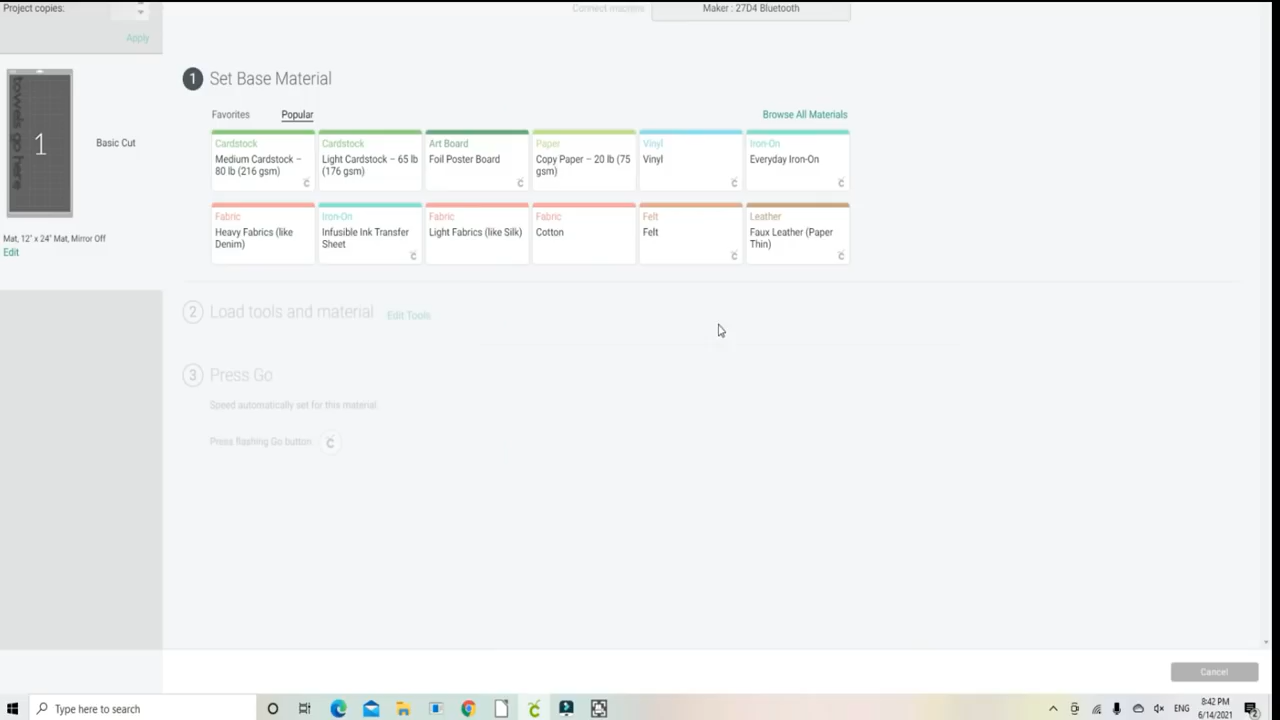 Project copies:
Apply
Connect machine
Maker : 27D4 Bluetooth
towels go here
1
Basic Cut
Mat, 12" x 24" Mat, Mirror Off
Edit
1 Set Base Material
Favorites Popular Browse All Materials
Cardstock
Medium Cardstock – 80 lb (216 gsm)
Cardstock
Light Cardstock – 65 lb (176 gsm)
Art Board
Foil Poster Board
Paper
Copy Paper – 20 lb (75 gsm)
Vinyl
Vinyl
Iron-On
Everyday Iron-On
Fabric
Heavy Fabrics (like Denim)
Iron-On
Infusible Ink Transfer Sheet
Fabric
Light Fabrics (like Silk)
Fabric
Cotton
Felt
Felt
Leather
Faux Leather (Paper Thin)
2 Load tools and material Edit Tools
3 Press Go
Speed automatically set for this material.
Press flashing Go button
Cancel
Type here to search
ENG
8:42 PM
6/14/2021
2